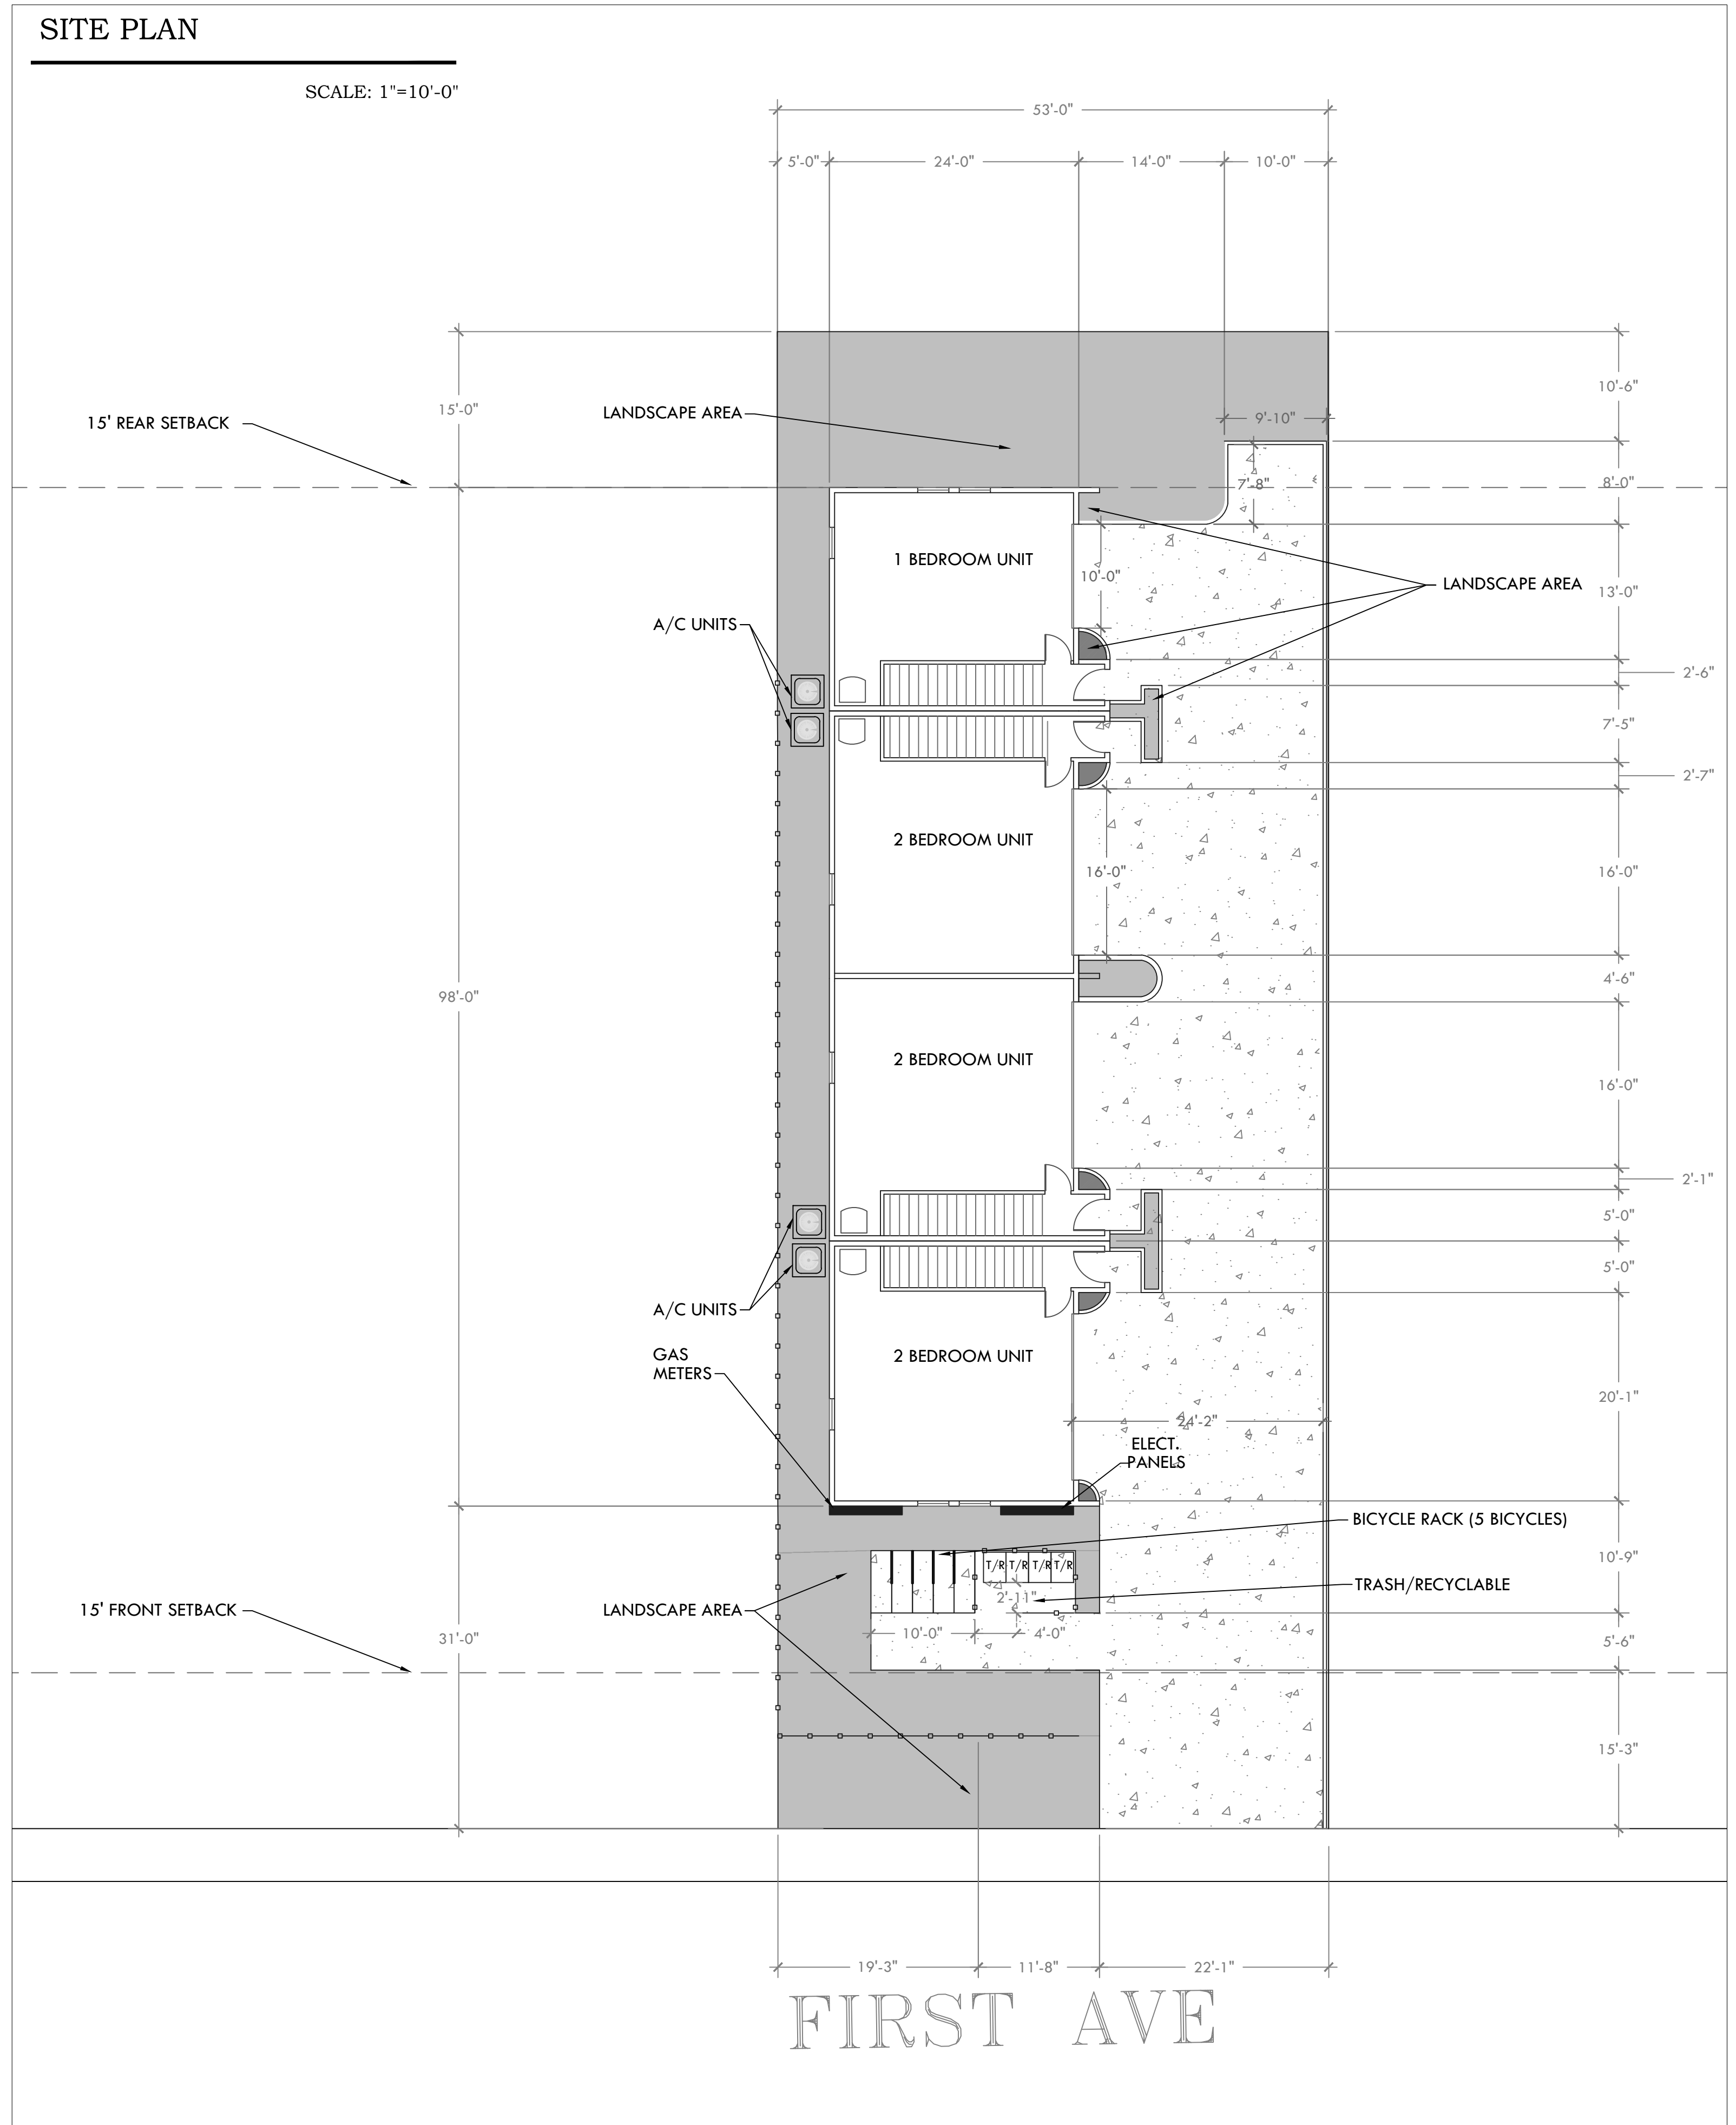 SITE PLAN
SCALE: 1"=10'-0"
53'-0"
5'-0" 24'-0" 14'-0" 10'-0"
10'-6"
15'-0"
LANDSCAPE AREA
9'-10"
15' REAR SETBACK
7'-8"
8'-0"
1 BEDROOM UNIT
10'-0"
LANDSCAPE AREA
13'-0"
A/C UNITS
2'-6"
7'-5"
2'-7"
2 BEDROOM UNIT
16'-0"
16'-0"
4'-6"
98'-0"
2 BEDROOM UNIT
16'-0"
2'-1"
5'-0"
5'-0"
A/C UNITS
GAS
METERS
2 BEDROOM UNIT
20'-1"
24'-2"
ELECT.
PANELS
BICYCLE RACK (5 BICYCLES)
10'-9"
T/R T/R T/R T/R
TRASH/RECYCLABLE
2'-11"
15' FRONT SETBACK
LANDSCAPE AREA
31'-0"
10'-0" 4'-0"
5'-6"
15'-3"
19'-3" 11'-8" 22'-1"
FIRST AVE